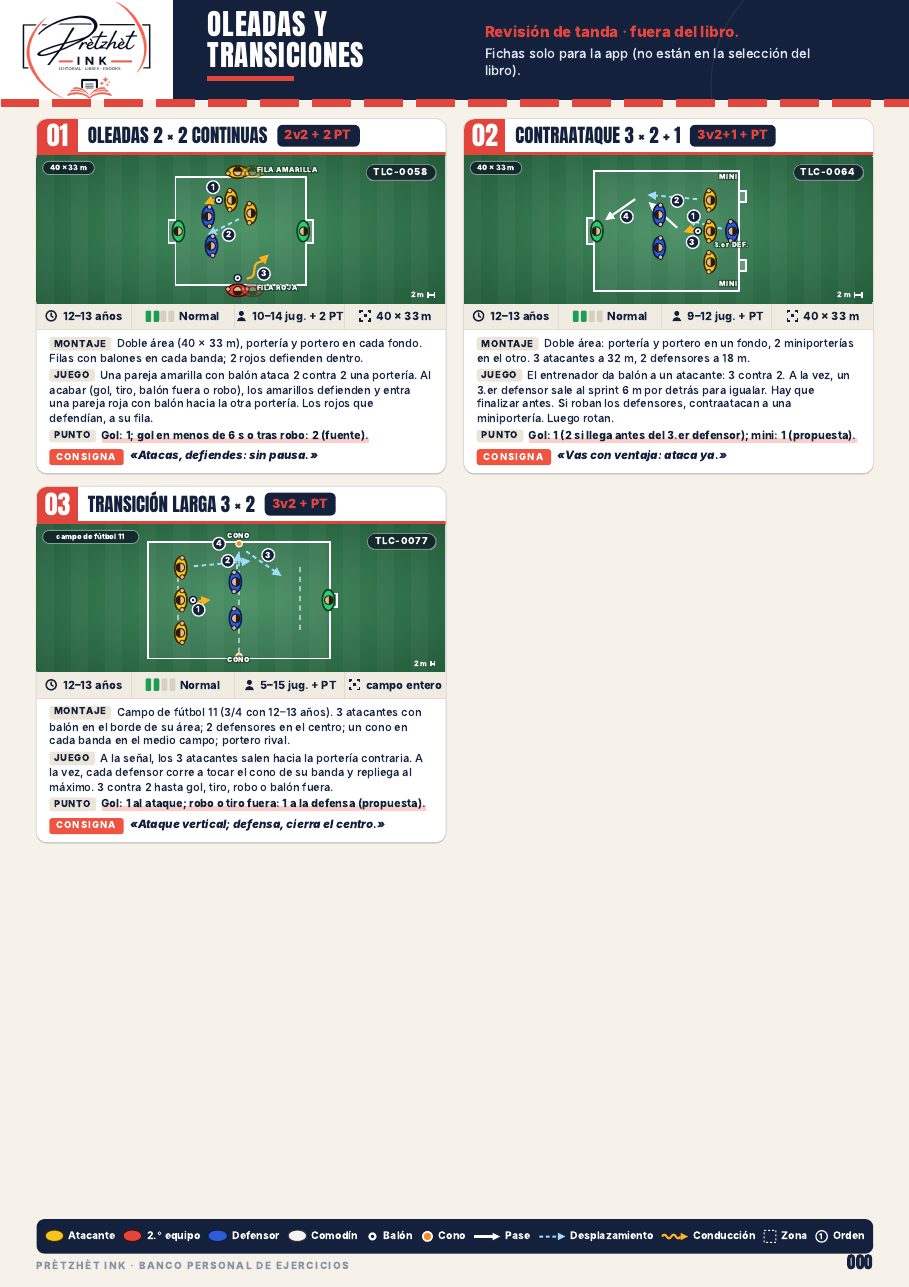 Prètzhèt
INK
EDITORIAL · LIBRES · EBOOKS
OLEADAS Y
TRANSICIONES
Revisión de tanda · fuera del libro.
Fichas solo para la app (no están en la selección del
libro).
01 OLEADAS 2 × 2 CONTINUAS 2v2 + 2 PT
40 × 33 m
TLC-0058
FILA AMARILLA
1
2
3
FILA ROJA
2 m
12–13 años Normal 10–14 jug. + 2 PT 40 × 33 m
MONTAJE Doble área (40 × 33 m), portería y portero en cada fondo.
Filas con balones en cada banda; 2 rojos defienden dentro.
JUEGO Una pareja amarilla con balón ataca 2 contra 2 una portería. Al
acabar (gol, tiro, balón fuera o robo), los amarillos defienden y entra
una pareja roja con balón hacia la otra portería. Los rojos que
defendían, a su fila.
PUNTO Gol: 1; gol en menos de 6 s o tras robo: 2 (fuente).
CONSIGNA «Atacas, defiendes: sin pausa.»
02 CONTRAATAQUE 3 × 2 + 1 3v2+1 + PT
40 × 33 m
TLC-0064
MINI
2
4
1
3
3.er DEF.
MINI
2 m
12–13 años Normal 9–12 jug. + PT 40 × 33 m
MONTAJE Doble área: portería y portero en un fondo, 2 miniporterías
en el otro. 3 atacantes a 32 m, 2 defensores a 18 m.
JUEGO El entrenador da balón a un atacante: 3 contra 2. A la vez, un
3.er defensor sale al sprint 6 m por detrás para igualar. Hay que
finalizar antes. Si roban los defensores, contraatacan a una
miniportería. Luego rotan.
PUNTO Gol: 1 (2 si llega antes del 3.er defensor); mini: 1 (propuesta).
CONSIGNA «Vas con ventaja: ataca ya.»
03 TRANSICIÓN LARGA 3 × 2 3v2 + PT
campo de fútbol 11
TLC-0077
CONO
4
3
2
1
CONO
2 m
12–13 años Normal 5–15 jug. + PT campo entero
MONTAJE Campo de fútbol 11 (3/4 con 12–13 años). 3 atacantes con
balón en el borde de su área; 2 defensores en el centro; un cono en
cada banda en el medio campo; portero rival.
JUEGO A la señal, los 3 atacantes salen hacia la portería contraria. A
la vez, cada defensor corre a tocar el cono de su banda y repliega al
máximo. 3 contra 2 hasta gol, tiro, robo o balón fuera.
PUNTO Gol: 1 al ataque; robo o tiro fuera: 1 a la defensa (propuesta).
CONSIGNA «Ataque vertical; defensa, cierra el centro.»
Atacante 2.º equipo Defensor Comodín Balón Cono Pase Desplazamiento Conducción Zona 1 Orden
PRÈTZHÈT INK · BANCO PERSONAL DE EJERCICIOS
000